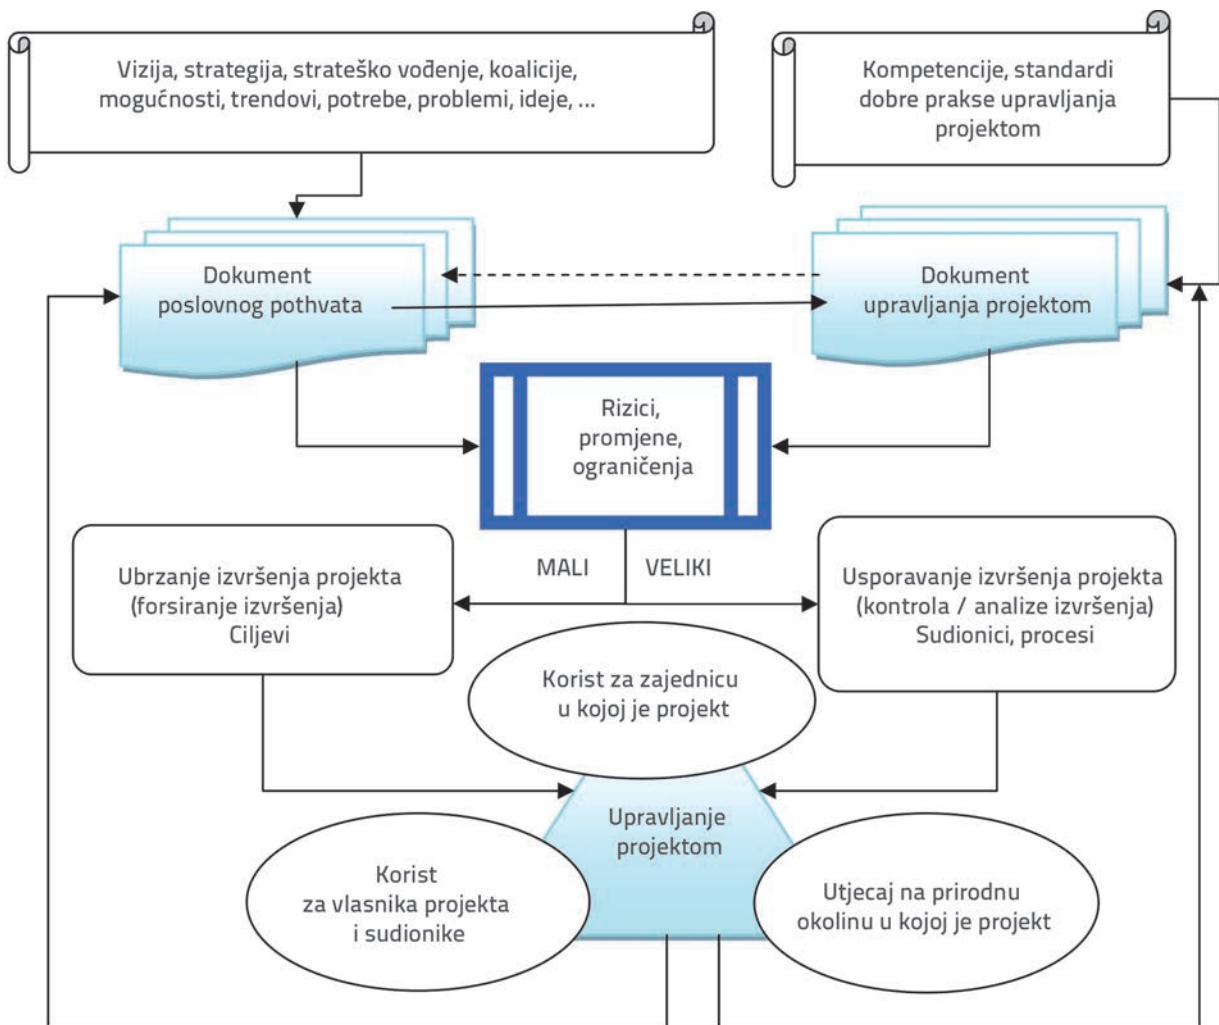 Vizija, strategija, strateško vođenje, koalicije,
mogućnosti, trendovi, potrebe, problemi, ideje, ...
Kompetencije, standardi
dobre prakse upravljanja
projektom
Dokument
poslovnog pothvata
Dokument
upravljanja projektom
Rizici,
promjene,
ograničenja
MALI
VELIKI
Ubrzanje izvršenja projekta
(forsiranje izvršenja)
Ciljevi
Usporavanje izvršenja projekta
(kontrola / analize izvršenja)
Sudionici, procesi
Korist za zajednicu
u kojoj je projekt
Upravljanje
projektom
Korist
za vlasnika projekta
i sudionike
Utjecaj na prirodnu
okolinu u kojoj je projekt